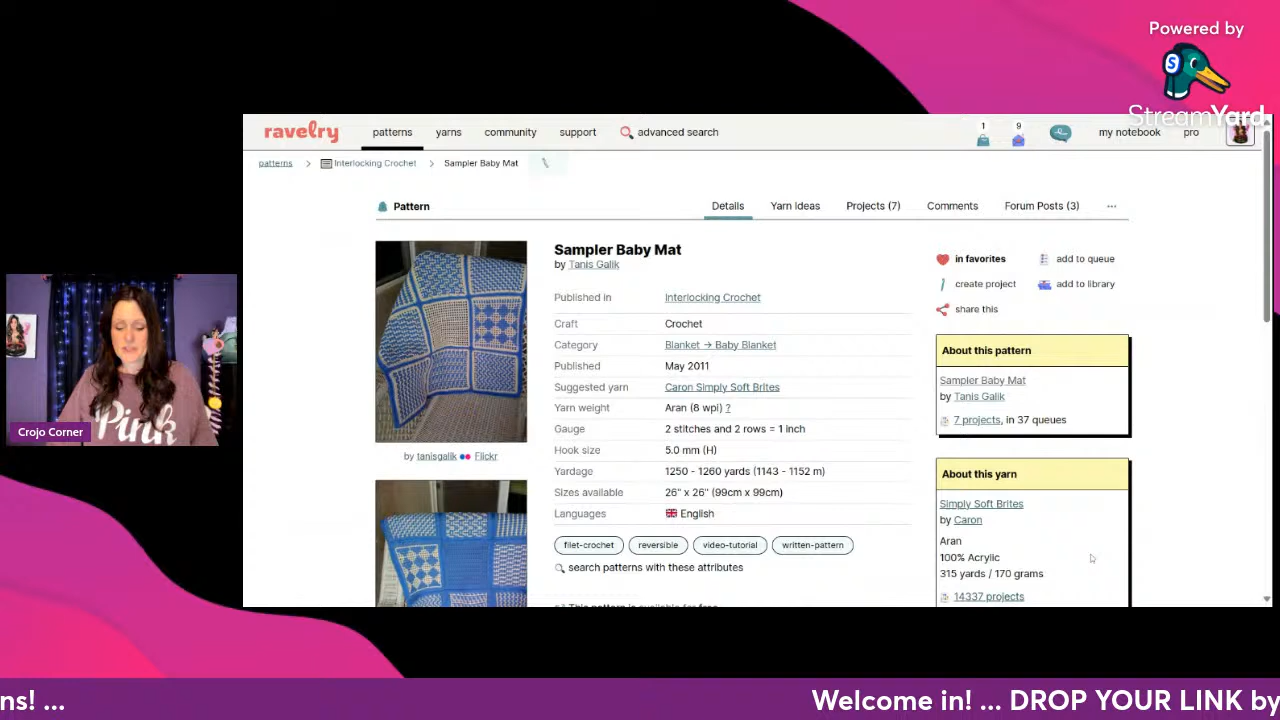 Powered by
StreamYard
ravelry
patterns
yarns
community
support
advanced search
1
9
my notebook
pro
patterns
Interlocking Crochet
Sampler Baby Mat
Pattern
Details
Yarn Ideas
Projects (7)
Comments
Forum Posts (3)
Sampler Baby Mat
by Tanis Galik
Published in Interlocking Crochet
Craft Crochet
Category Blanket → Baby Blanket
Published May 2011
Suggested yarn Caron Simply Soft Brites
Yarn weight Aran (8 wpi) ?
Gauge 2 stitches and 2 rows = 1 inch
Hook size 5.0 mm (H)
Yardage 1250 - 1260 yards (1143 - 1152 m)
Sizes available 26" x 26" (99cm x 99cm)
Languages English
filet-crochet
reversible
video-tutorial
written-pattern
search patterns with these attributes
This pattern is available for free
by tanisgalik Flickr
in favorites
add to queue
create project
add to library
share this
About this pattern
Sampler Baby Mat
by Tanis Galik
7 projects, in 37 queues
About this yarn
Simply Soft Brites
by Caron
Aran
100% Acrylic
315 yards / 170 grams
14337 projects
Pink
Crojo Corner
ns! ...
Welcome in! ... DROP YOUR LINK by